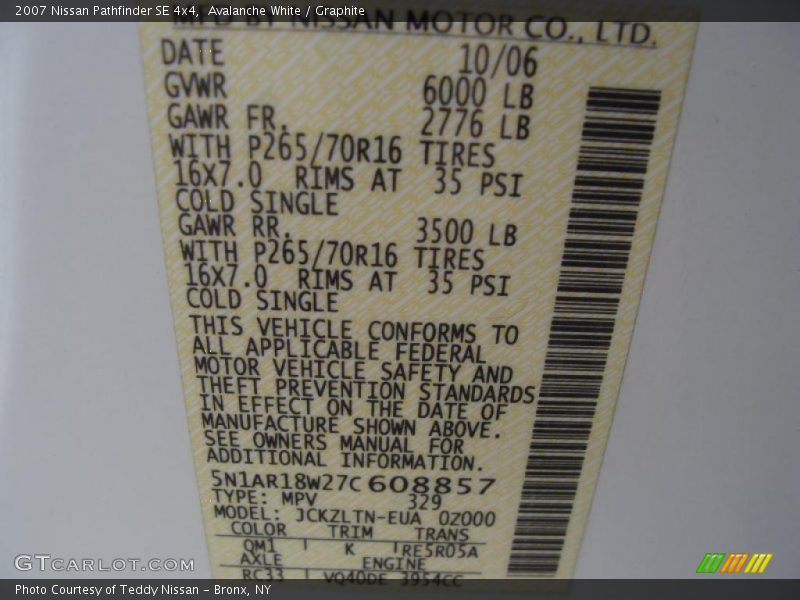 2007 Nissan Pathfinder SE 4x4, Avalanche White / Graphite
MFD BY NISSAN MOTOR CO., LTD.
DATE 10/06
GVWR 6000 LB
GAWR FR. 2776 LB
WITH P265/70R16 TIRES
16X7.0 RIMS AT 35 PSI
COLD SINGLE
GAWR RR. 3500 LB
WITH P265/70R16 TIRES
16X7.0 RIMS AT 35 PSI
COLD SINGLE
THIS VEHICLE CONFORMS TO
ALL APPLICABLE FEDERAL
MOTOR VEHICLE SAFETY AND
THEFT PREVENTION STANDARDS
IN EFFECT ON THE DATE OF
MANUFACTURE SHOWN ABOVE.
SEE OWNERS MANUAL FOR
ADDITIONAL INFORMATION.
5N1AR18W27C608857
TYPE: MPV 329
MODEL: JCKZLTN-EUA 0Z000
COLOR TRIM TRANS
QM1 K RE5R05A
AXLE ENGINE
RC33 VQ40DE 3954CC
GTCarLot.com
Photo Courtesy of Teddy Nissan - Bronx, NY